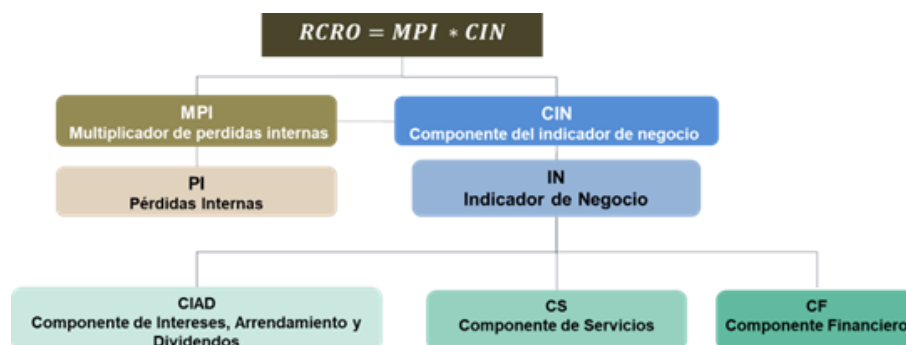 RCRO = MPI * CIN
MPI
Multiplicador de perdidas internas
CIN
Componente del indicador de negocio
PI
Pérdidas Internas
IN
Indicador de Negocio
CIAD
Componente de Intereses, Arrendamiento y
Dividendos
CS
Componente de Servicios
CF
Componente Financiero